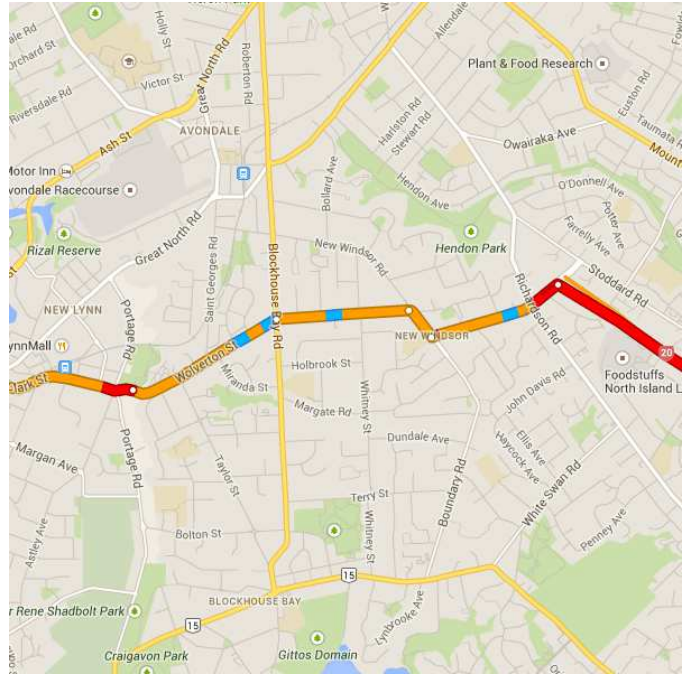 Holly St
Orchard St
Victor St
Riversdale Rd
Great North Rd
Roberton Rd
Allendale
Plant & Food Research
Euston Rd
Taumata R
Mount
Owairaka Ave
Harlston Rd
Stewart Rd
Hendon Ave
AVONDALE
Ash St
Motor Inn
vondale Racecourse
Bollard Ave
O'Donnell Ave
Potter Ave
Farrelly Ave
Stoddard Rd
Hendon Park
New Windsor Rd
Rizal Reserve
Great North Rd
Saint Georges Rd
Blockhouse Bay Rd
Richardson Rd
NEW LYNN
Portage Rd
ynnMall
NEW WINDSOR
20
Foodstuffs
North Island L
Wolverton St
Holbrook St
Miranda St
lark St
Margate Rd
Whitney St
John Davis Rd
Dundale Ave
Ellis Ave
Haycock Ave
Margan Ave
Portage Rd
Taylor St
Boundary Rd
White Swan Rd
Terry St
Whitney St
Penney Ave
Bolton St
Astley Ave
15
BLOCKHOUSE BAY
Lynbrooke Ave
r Rene Shadbolt Park
15
Craigavon Park
Gittos Domain